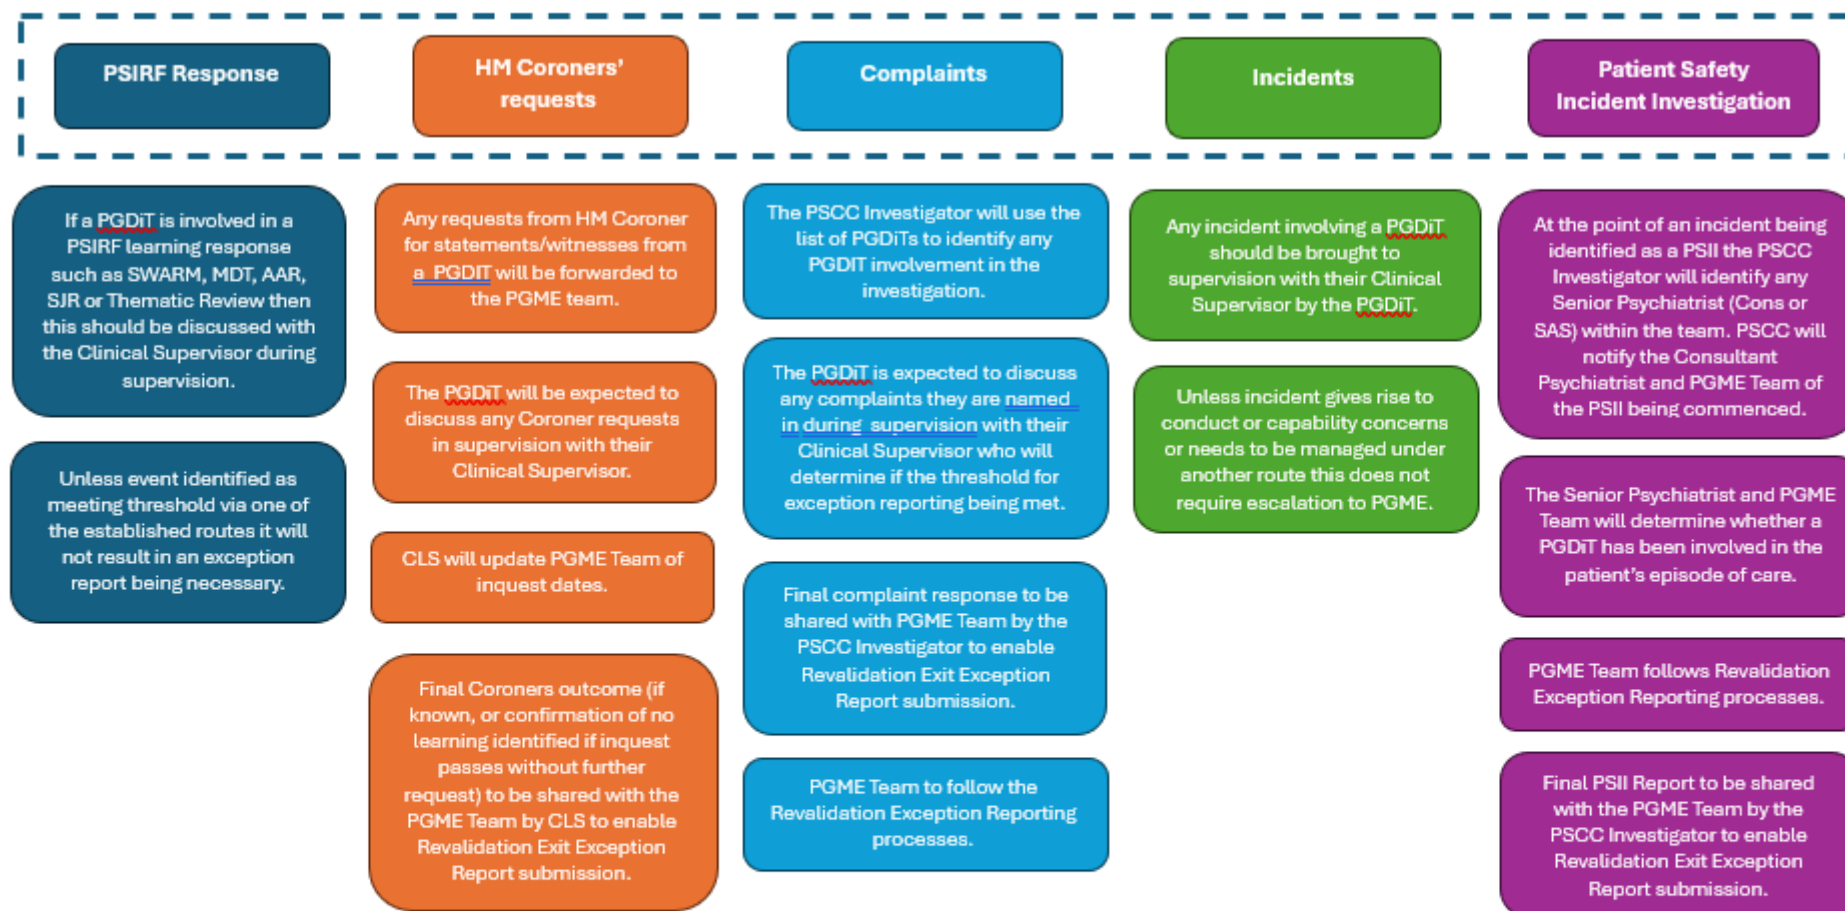 PSIRF Response
HM Coroners'
requests
Complaints
Incidents
Patient Safety
Incident Investigation
If a PGDiT is involved in a
PSIRF learning response
such as SWARM, MDT, AAR,
SJR or Thematic Review then
this should be discussed with
the Clinical Supervisor during
supervision.
Unless event identified as
meeting threshold via one of
the established routes it will
not result in an exception
report being necessary.
Any requests from HM Coroner
for statements/witnesses from
a PGDIT will be forwarded to
the PGME team.
The PGDiT will be expected to
discuss any Coroner requests
in supervision with their
Clinical Supervisor.
CLS will update PGME Team of
inquest dates.
Final Coroners outcome (if
known, or confirmation of no
learning identified if inquest
passes without further
request) to be shared with the
PGME Team by CLS to enable
Revalidation Exit Exception
Report submission.
The PSCC Investigator will use the
list of PGDiTs to identify any
PGDIT involvement in the
investigation.
The PGDiT is expected to discuss
any complaints they are named
in during supervision with their
Clinical Supervisor who will
determine if the threshold for
exception reporting being met.
Final complaint response to be
shared with PGME Team by the
PSCC Investigator to enable
Revalidation Exit Exception
Report submission.
PGME Team to follow the
Revalidation Exception Reporting
processes.
Any incident involving a PGDiT
should be brought to
supervision with their Clinical
Supervisor by the PGDiT.
Unless incident gives rise to
conduct or capability concerns
or needs to be managed under
another route this does not
require escalation to PGME.
At the point of an incident being
identified as a PSII the PSCC
Investigator will identify any
Senior Psychiatrist (Cons or
SAS) within the team. PSCC will
notify the Consultant
Psychiatrist and PGME Team of
the PSII being commenced.
The Senior Psychiatrist and PGME
Team will determine whether a
PGDiT has been involved in the
patient's episode of care.
PGME Team follows Revalidation
Exception Reporting processes.
Final PSII Report to be shared
with the PGME Team by the
PSCC Investigator to enable
Revalidation Exit Exception
Report submission.